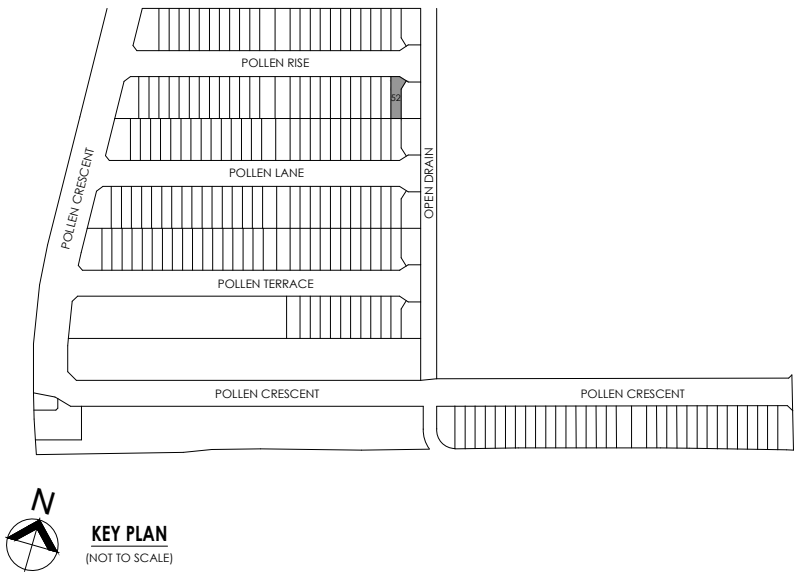 POLLEN RISE
52
POLLEN CRESCENT
POLLEN LANE
OPEN DRAIN
POLLEN TERRACE
POLLEN CRESCENT
POLLEN CRESCENT
N
KEY PLAN
(NOT TO SCALE)